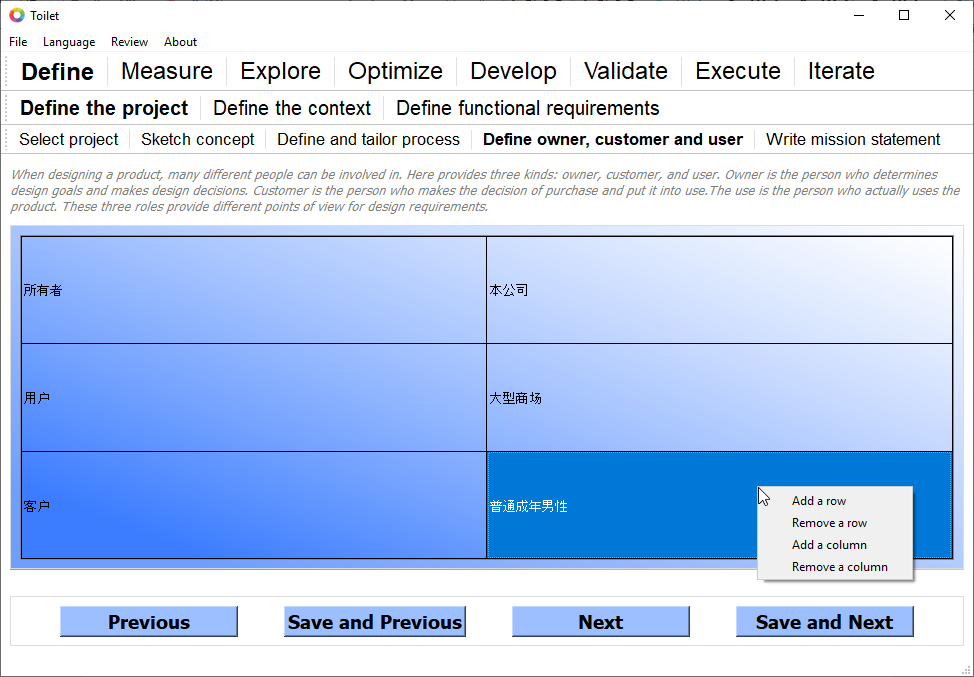 Toilet
File Language Review About
Define Measure Explore Optimize Develop Validate Execute Iterate
Define the project Define the context Define functional requirements
Select project Sketch concept Define and tailor process Define owner, customer and user Write mission statement
When designing a product, many different people can be involved in. Here provides three kinds: owner, customer, and user. Owner is the person who determines
design goals and makes design decisions. Customer is the person who makes the decision of purchase and put it into use.The use is the person who actually uses the
product. These three roles provide different points of view for design requirements.
所有者 本公司
用户 大型商场
客户 普通成年男性
Add a row
Remove a row
Add a column
Remove a column
Previous Save and Previous Next Save and Next